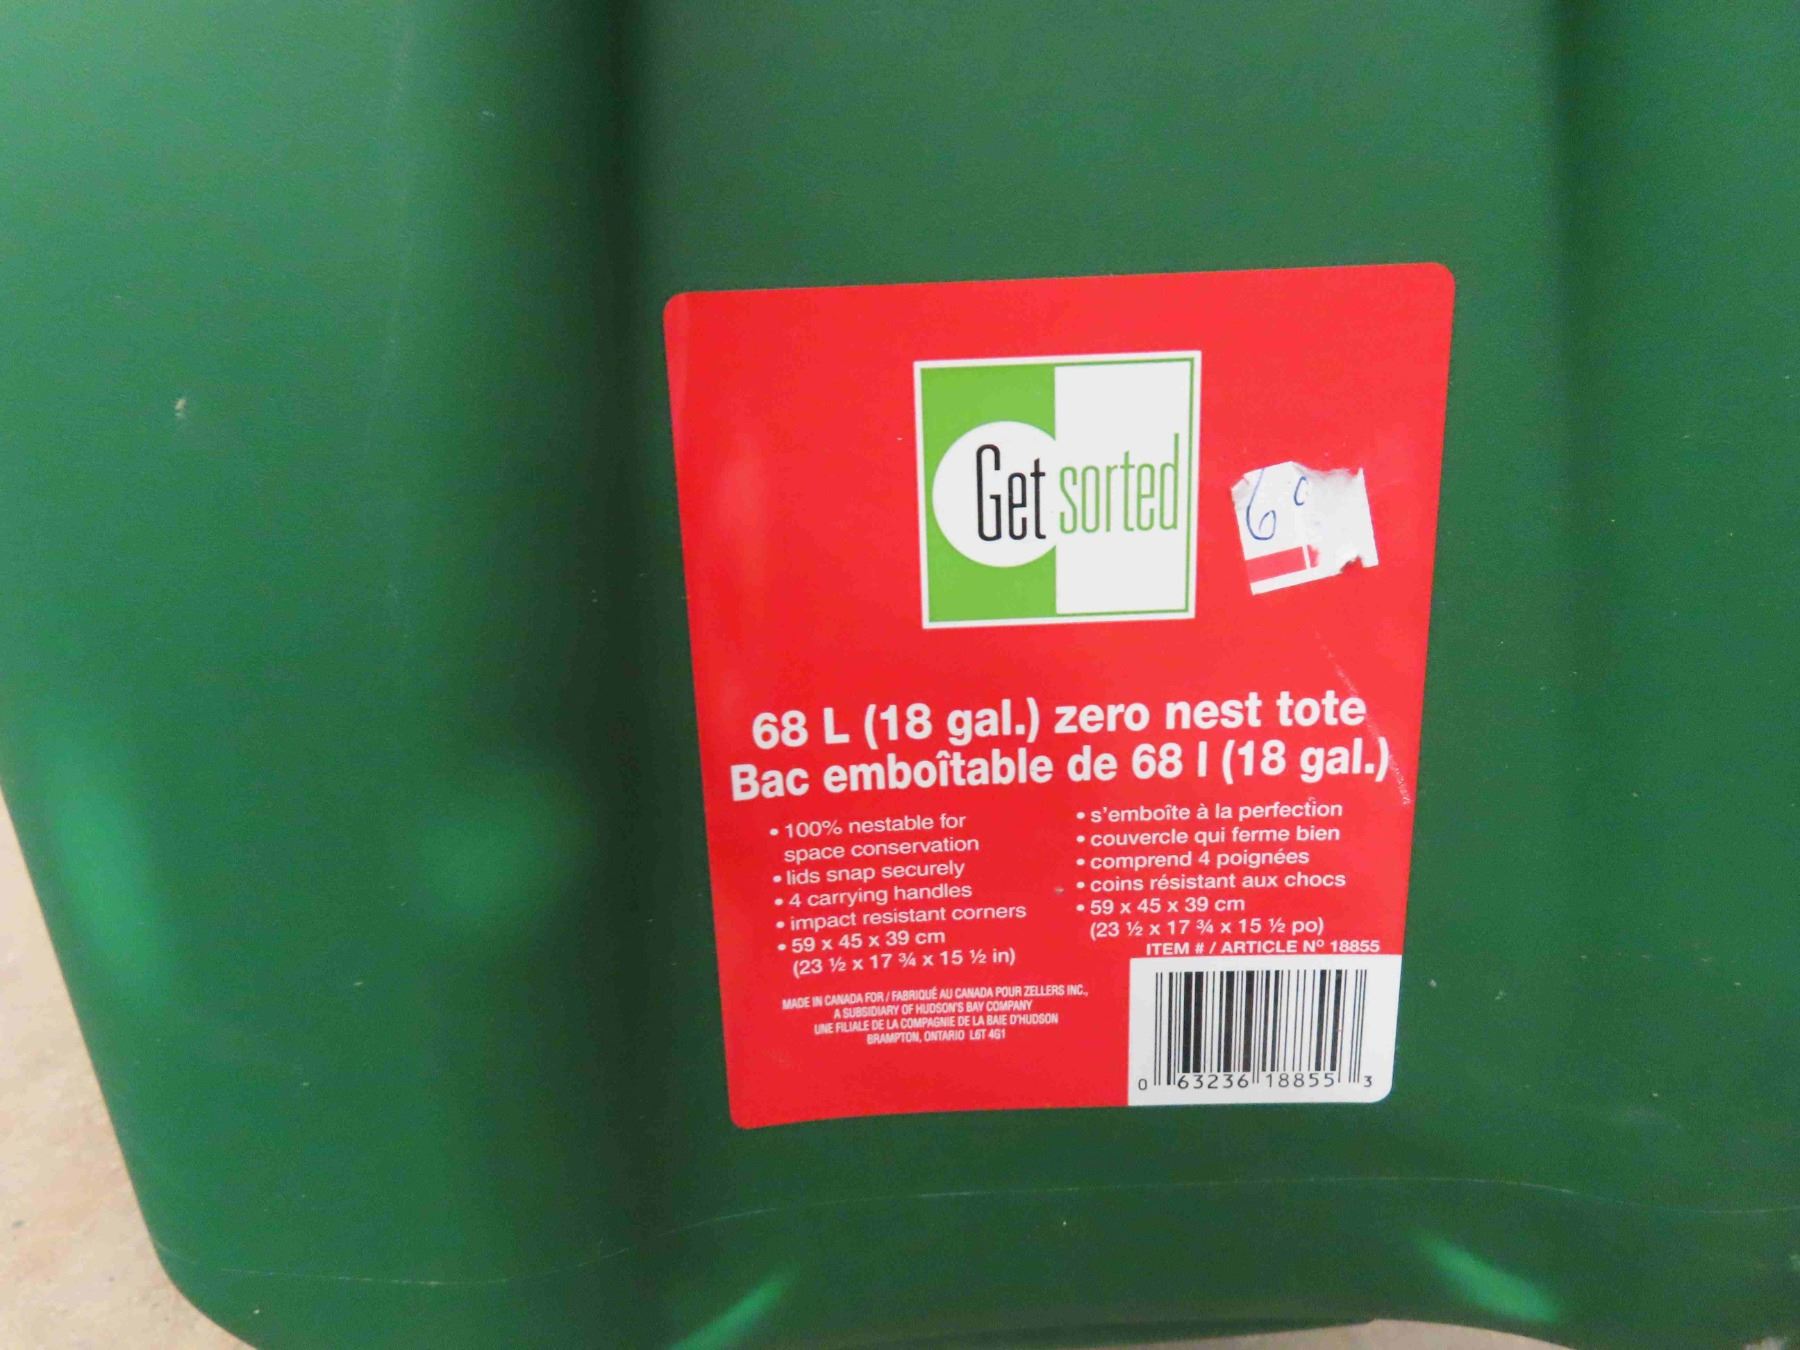 Get sorted
6 0
68 L (18 gal.) zero nest tote
Bac emboîtable de 68 l (18 gal.)
• 100% nestable for
space conservation
• lids snap securely
• 4 carrying handles
• impact resistant corners
• 59 x 45 x 39 cm
(23 ½ x 17 ¾ x 15 ½ in)
• s'emboîte à la perfection
• couvercle qui ferme bien
• comprend 4 poignées
• coins résistant aux chocs
• 59 x 45 x 39 cm
(23 ½ x 17 ¾ x 15 ½ po)
ITEM # / ARTICLE Nº 18855
MADE IN CANADA FOR / FABRIQUÉ AU CANADA POUR ZELLERS INC.,
A SUBSIDIARY OF HUDSON'S BAY COMPANY
UNE FILIALE DE LA COMPAGNIE DE LA BAIE D'HUDSON
BRAMPTON, ONTARIO L6T 4G1
0 63236 18855 3